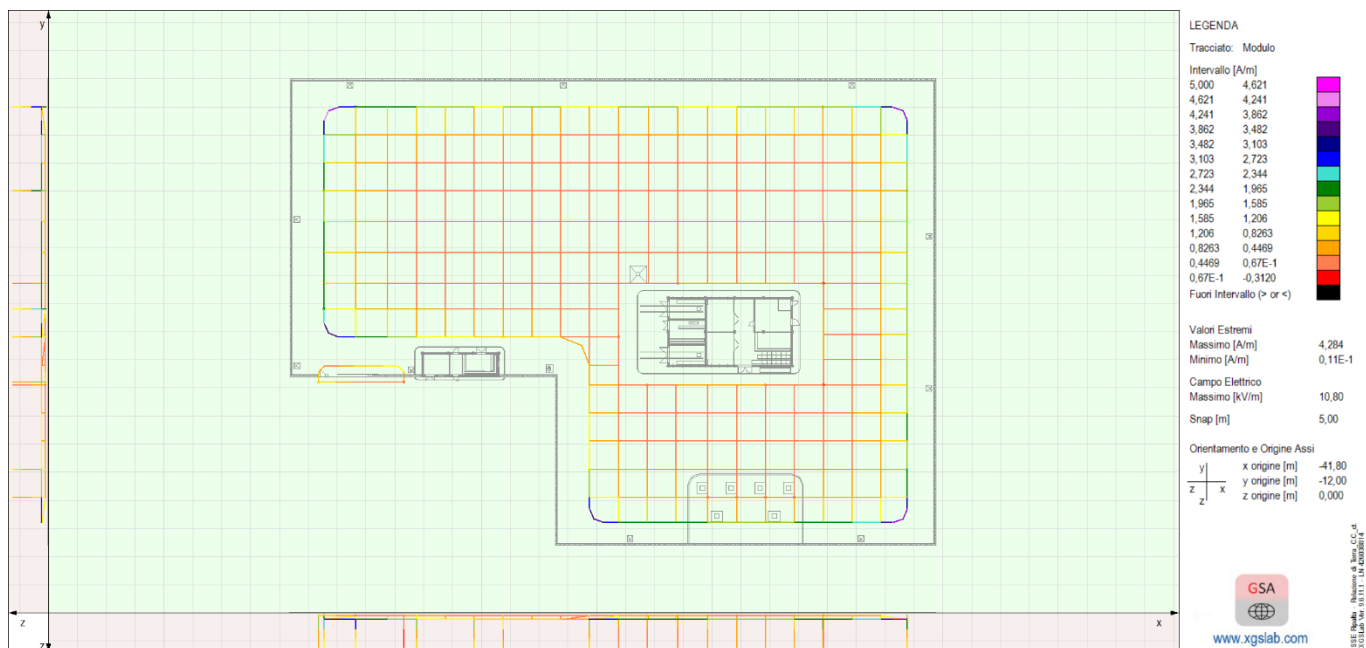 y
z
x
z
LEGENDA
Tracciato: Modulo
Intervallo [A/m]
5,000 4,621
4,621 4,241
4,241 3,862
3,862 3,482
3,482 3,103
3,103 2,723
2,723 2,344
2,344 1,965
1,965 1,585
1,585 1,206
1,206 0,8263
0,8263 0,4469
0,4469 0,67E-1
0,67E-1 -0,3120
Fuori Intervallo (> or <)
Valori Estremi
Massimo [A/m] 4,284
Minimo [A/m] 0,11E-1
Campo Elettrico
Massimo [kV/m] 10,80
Snap [m] 5,00
Orientamento e Origine Assi
y x origine [m] -41,80
z x y origine [m] -12,00
z z origine [m] 0,000
GSA
www.xgslab.com